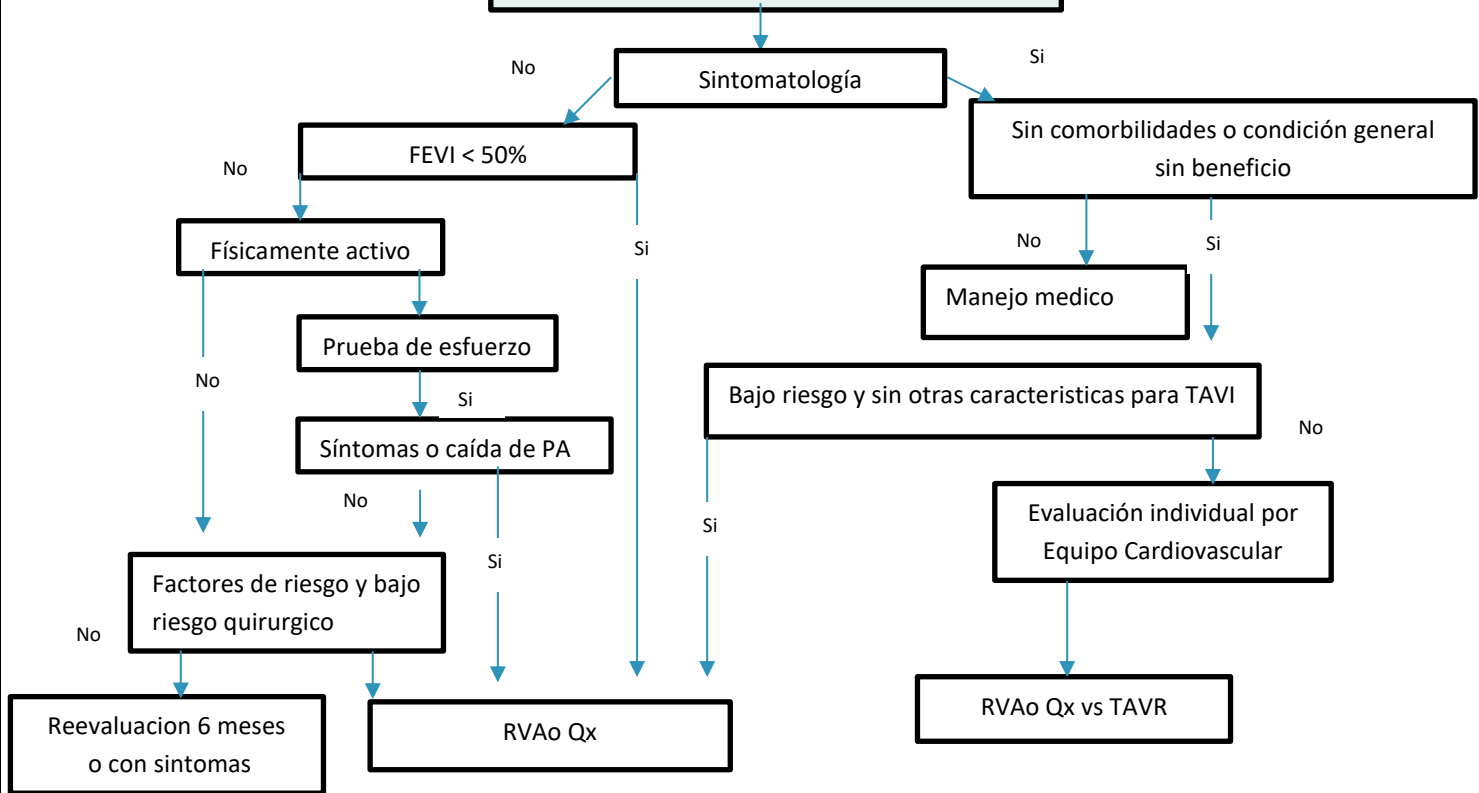 No
Si
Sintomatología
Sin comorbilidades o condición general
sin beneficio
FEVI < 50%
No
Físicamente activo
Si
No
Si
Manejo medico
Prueba de esfuerzo
No
Si
Bajo riesgo y sin otras caracteristicas para TAVI
Síntomas o caída de PA
No
No
Si
Si
Evaluación individual por
Equipo Cardiovascular
Factores de riesgo y bajo
riesgo quirurgico
No
RVAo Qx vs TAVR
Reevaluacion 6 meses
o con sintomas
RVAo Qx